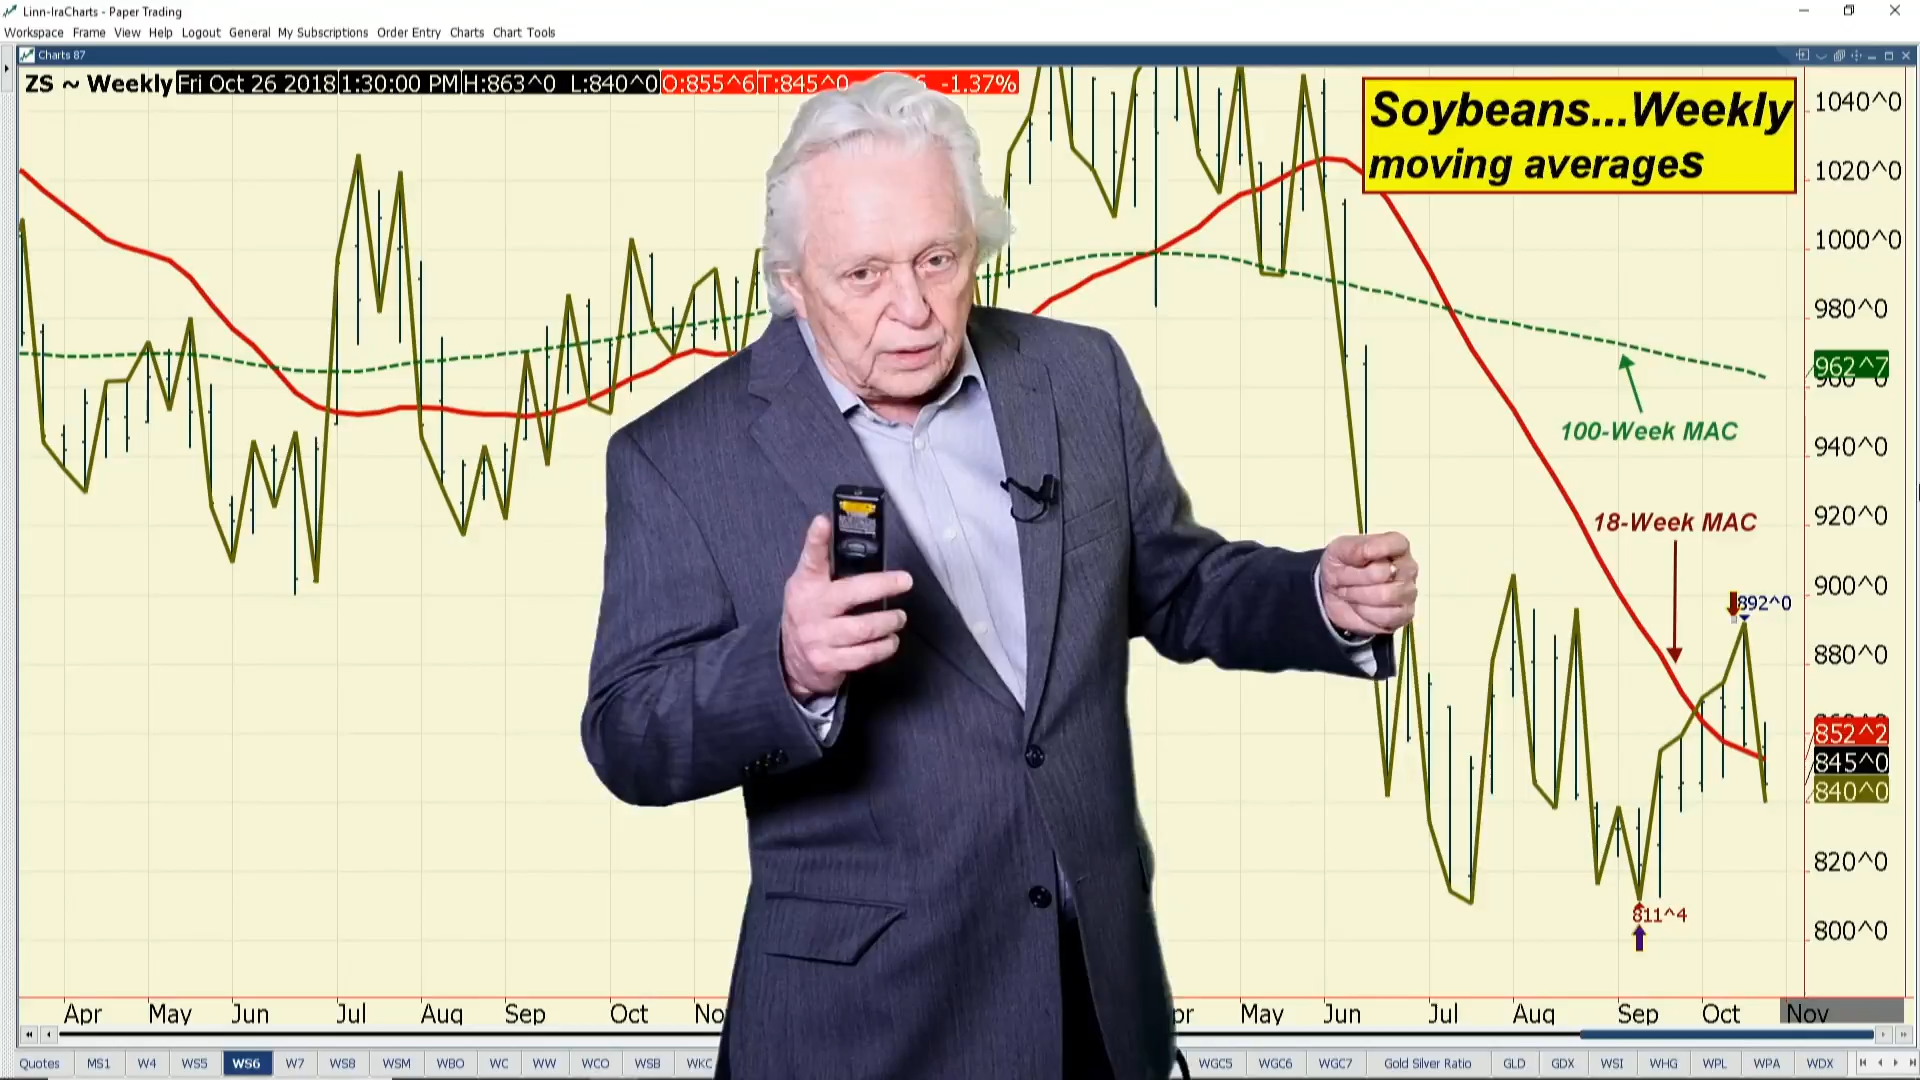 Linn-IraCharts - Paper Trading
Workspace Frame View Help Logout General My Subscriptions Order Entry Charts Chart Tools
Charts 87
ZS ~ Weekly Fri Oct 26 2018 1:30:00 PM H:863^0 L:840^0 O:855^6 T:845^0 -1.37%
Soybeans...Weekly
moving averages
1040^0
1020^0
1000^0
980^0
962^7
960^0
100-Week MAC
940^0
920^0
18-Week MAC
900^0
892^0
880^0
852^2
845^0
840^0
820^0
811^4
800^0
Apr May Jun Jul Aug Sep Oct May Jun Jul Aug Sep Oct Nov
Quotes MS1 W4 WS5 WS6 W7 WS8 WSM WBO WC WW WCO WSB WKC WGC5 WGC6 WGC7 Gold Silver Ratio GLD GDX WSI WHG WPL WPA WDX